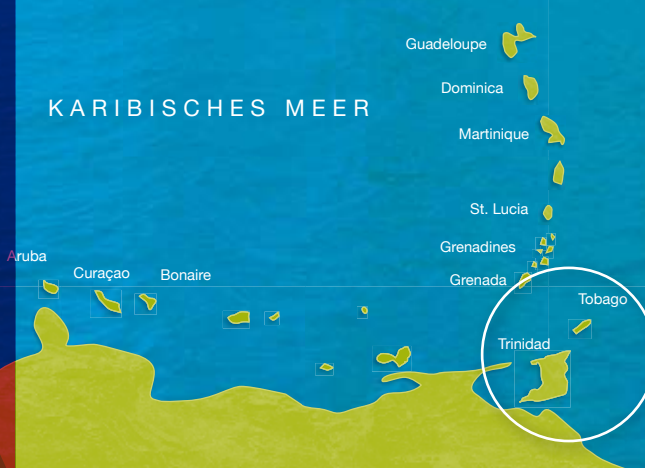 Guadeloupe
Dominica
KARIBISCHES MEER
Martinique
St. Lucia
Grenadines
Aruba
Curaçao
Bonaire
Grenada
Tobago
Trinidad